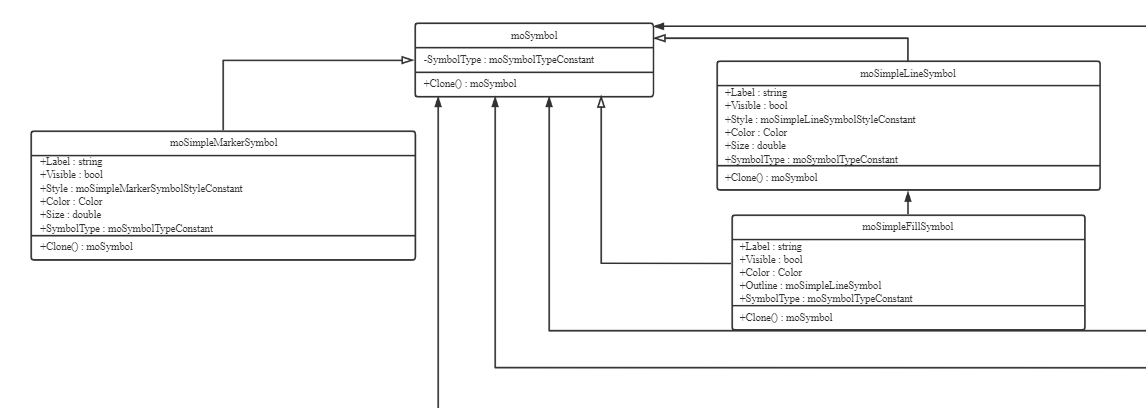 moSymbol
-SymbolType : moSymbolTypeConstant
+Clone() : moSymbol
moSimpleLineSymbol
+Label : string
+Visible : bool
+Style : moSimpleLineSymbolStyleConstant
+Color : Color
+Size : double
+SymbolType : moSymbolTypeConstant
+Clone() : moSymbol
moSimpleMarkerSymbol
+Label : string
+Visible : bool
+Style : moSimpleMarkerSymbolStyleConstant
+Color : Color
+Size : double
+SymbolType : moSymbolTypeConstant
+Clone() : moSymbol
moSimpleFillSymbol
+Label : string
+Visible : bool
+Color : Color
+Outline : moSimpleLineSymbol
+SymbolType : moSymbolTypeConstant
+Clone() : moSymbol